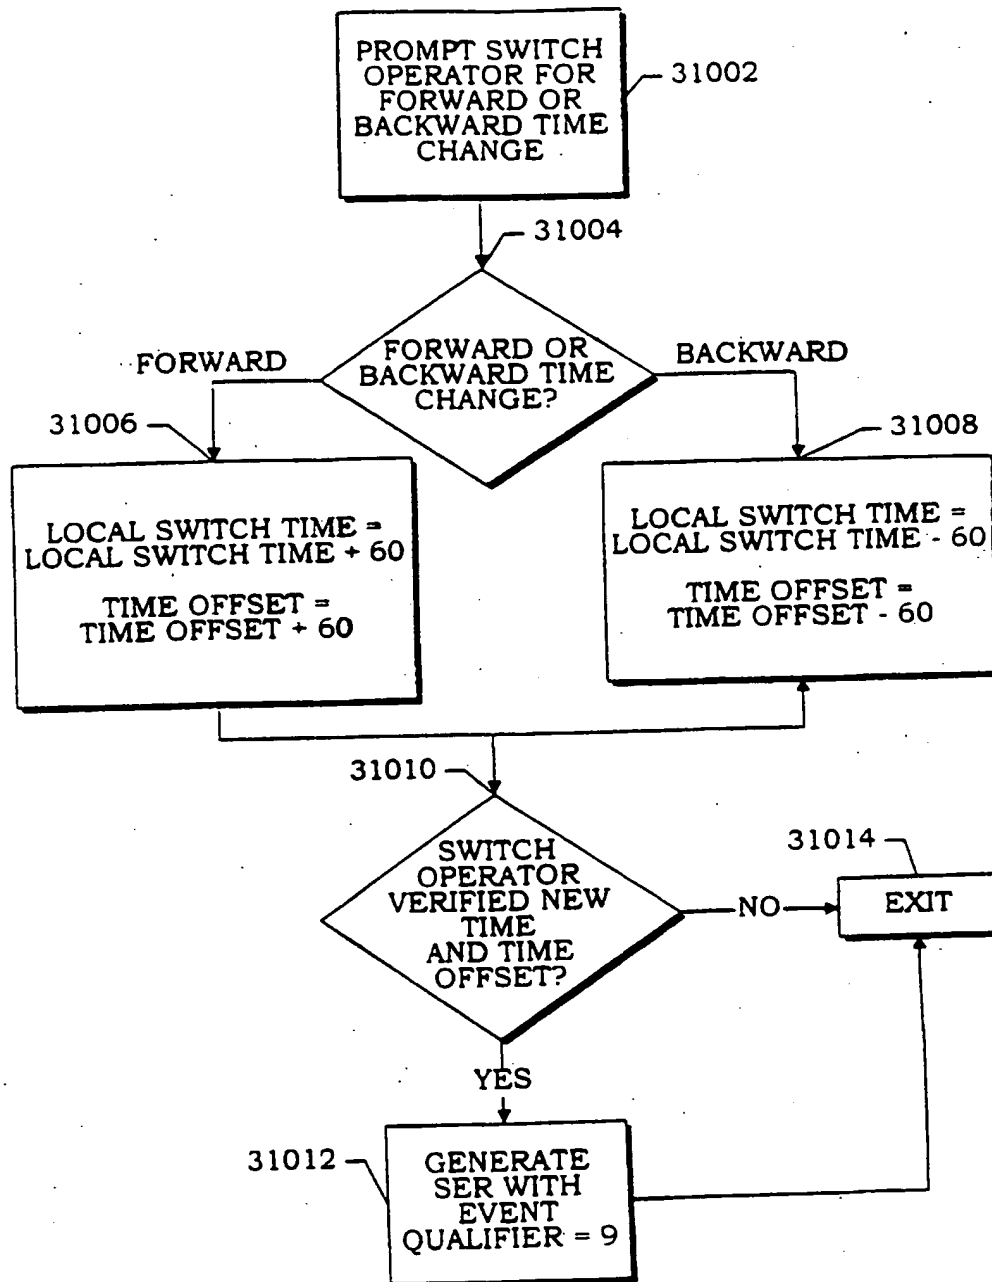 PROMPT SWITCH
OPERATOR FOR
FORWARD OR
BACKWARD TIME
CHANGE
31002
31004
FORWARD
FORWARD OR
BACKWARD TIME
CHANGE?
BACKWARD
31006
31008
LOCAL SWITCH TIME =
LOCAL SWITCH TIME + 60
TIME OFFSET =
TIME OFFSET + 60
LOCAL SWITCH TIME =
LOCAL SWITCH TIME - 60
TIME OFFSET =
TIME OFFSET - 60
31010
SWITCH
OPERATOR
VERIFIED NEW
TIME
AND TIME
OFFSET?
NO
31014
EXIT
YES
31012
GENERATE
SER WITH
EVENT
QUALIFIER = 9